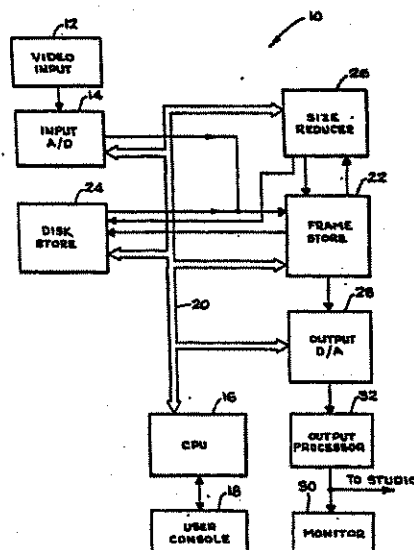 12
10
VIDEO
INPUT
14
INPUT
A/D
26
SIZE
REDUCER
24
DISK
STORE
22
FRAME
STORE
20
28
OUTPUT
D/A
16
CPU
32
OUTPUT
PROCESSOR
TO STUDIO
18
USER
CONSOLE
30
MONITOR